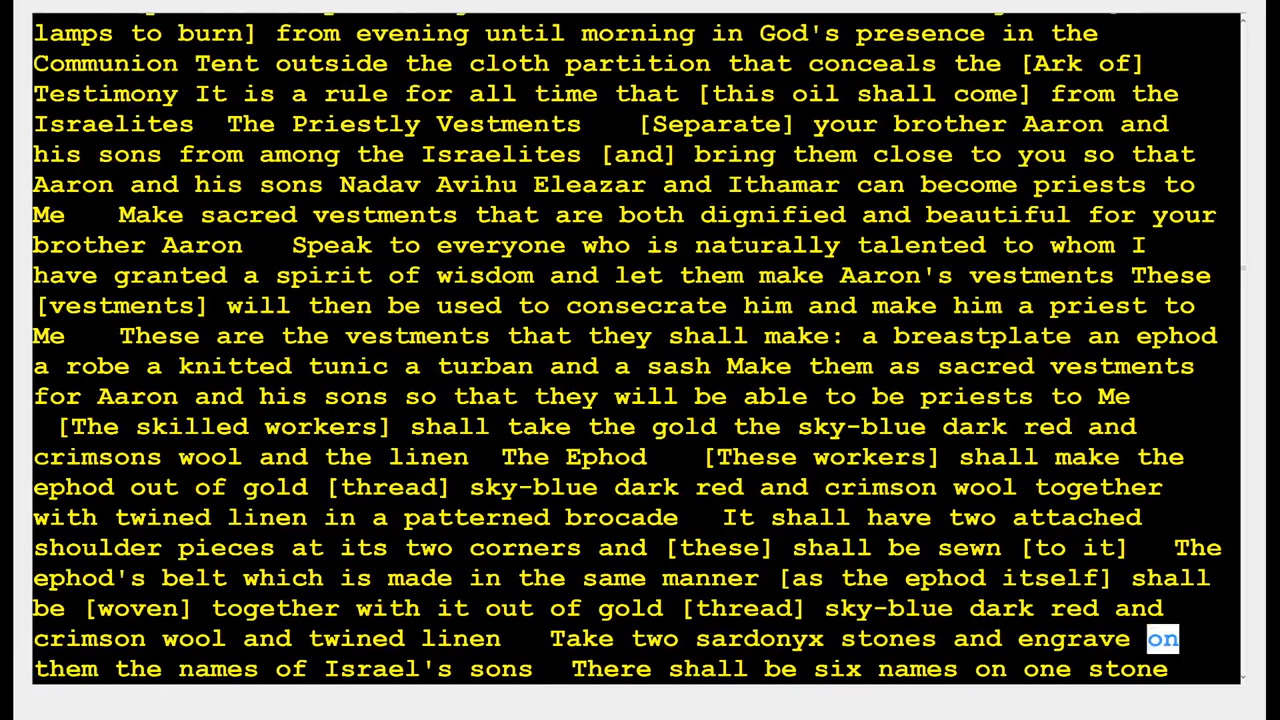 lamps to burn] from evening until morning in God's presence in the
Communion Tent outside the cloth partition that conceals the [Ark of]
Testimony It is a rule for all time that [this oil shall come] from the
Israelites The Priestly Vestments [Separate] your brother Aaron and
his sons from among the Israelites [and] bring them close to you so that
Aaron and his sons Nadav Avihu Eleazar and Ithamar can become priests to
Me Make sacred vestments that are both dignified and beautiful for your
brother Aaron Speak to everyone who is naturally talented to whom I
have granted a spirit of wisdom and let them make Aaron's vestments These
[vestments] will then be used to consecrate him and make him a priest to
Me These are the vestments that they shall make: a breastplate an ephod
a robe a knitted tunic a turban and a sash Make them as sacred vestments
for Aaron and his sons so that they will be able to be priests to Me
[The skilled workers] shall take the gold the sky-blue dark red and
crimsons wool and the linen The Ephod [These workers] shall make the
ephod out of gold [thread] sky-blue dark red and crimson wool together
with twined linen in a patterned brocade It shall have two attached
shoulder pieces at its two corners and [these] shall be sewn [to it] The
ephod's belt which is made in the same manner [as the ephod itself] shall
be [woven] together with it out of gold [thread] sky-blue dark red and
crimson wool and twined linen Take two sardonyx stones and engrave on
them the names of Israel's sons There shall be six names on one stone